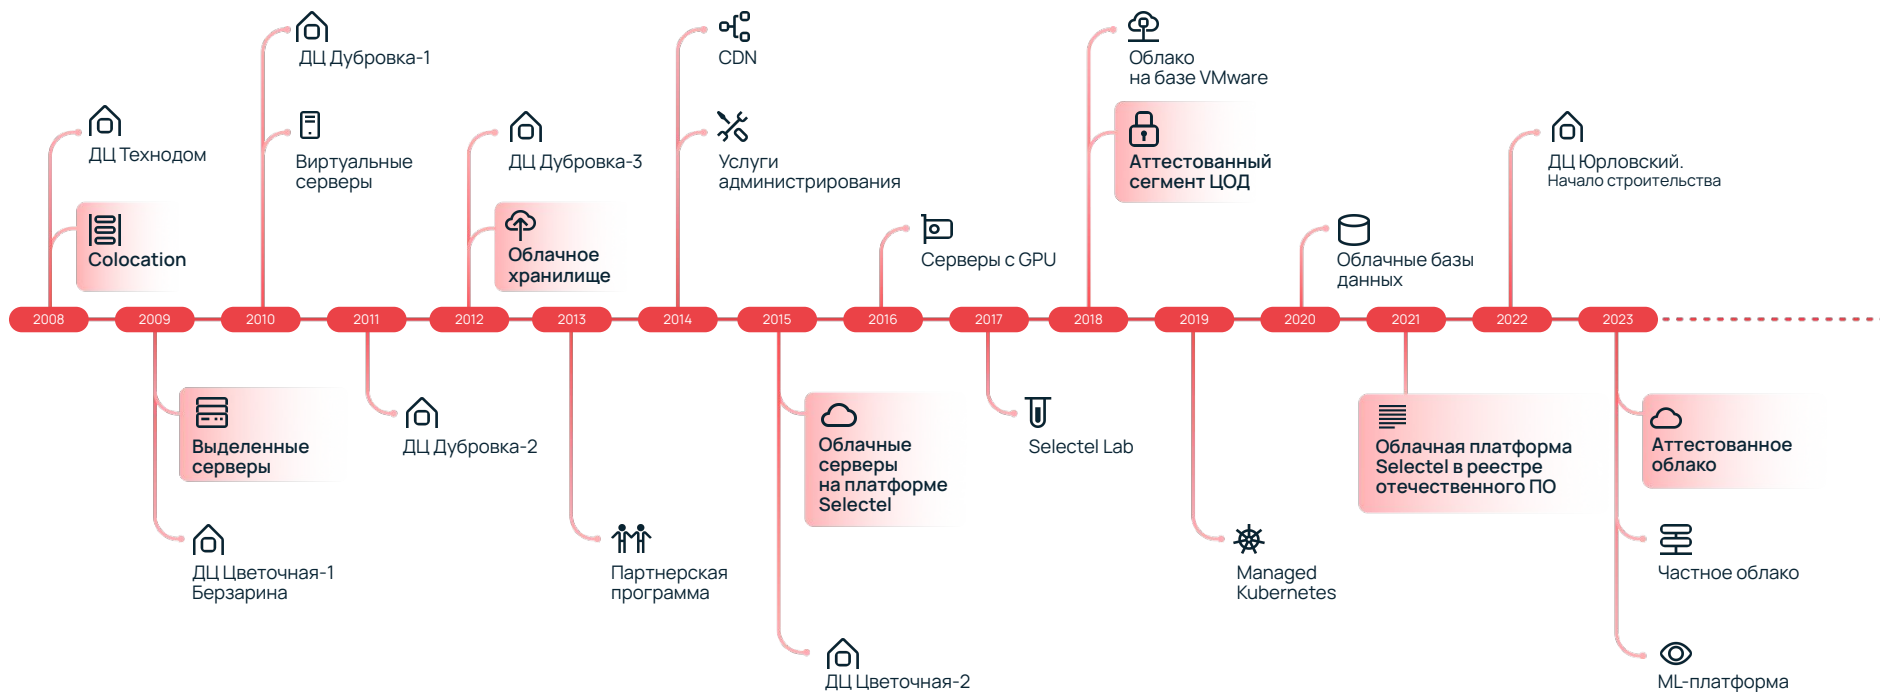 ДЦ Дубровка-1
CDN
Облако
на базе VMware
ДЦ Технодом
Виртуальные
серверы
ДЦ Дубровка-3
Услуги
администрирования
Аттестованный
сегмент ЦОД
ДЦ Юрловский.
Начало строительства
Colocation
Облачное
хранилище
Серверы с GPU
Облачные базы
данных
2008 2009 2010 2011 2012 2013 2014 2015 2016 2017 2018 2019 2020 2021 2022 2023
Выделенные
серверы
ДЦ Дубровка-2
Облачные
серверы
на платформе
Selectel
Selectel Lab
Облачная платформа
Selectel в реестре
отечественного ПО
Аттестованное
облако
ДЦ Цветочная-1
Берзарина
Партнерская
программа
Managed
Kubernetes
Частное облако
ДЦ Цветочная-2
ML-платформа